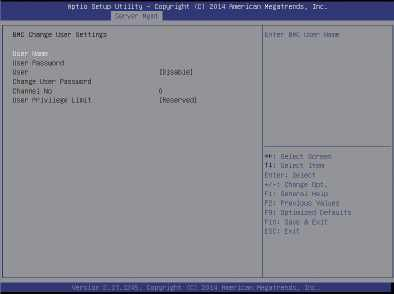 Aptio Setup Utility - Copyright (C) 2014 American Megatrends, Inc.
Server Mgmt
BMC Change User Settings
User Name
User Password
User [Disable]
Change User Password
Channel No 0
User Privilege Limit [Reserved]
Enter BMC User Name
: Select Screen
↑↓: Select Item
Enter: Select
+/-: Change Opt.
F1: General Help
F2: Previous Values
F9: Optimized Defaults
F10: Save & Exit
ESC: Exit
Version 2.17.1245. Copyright (C) 2014 American Megatrends, Inc.